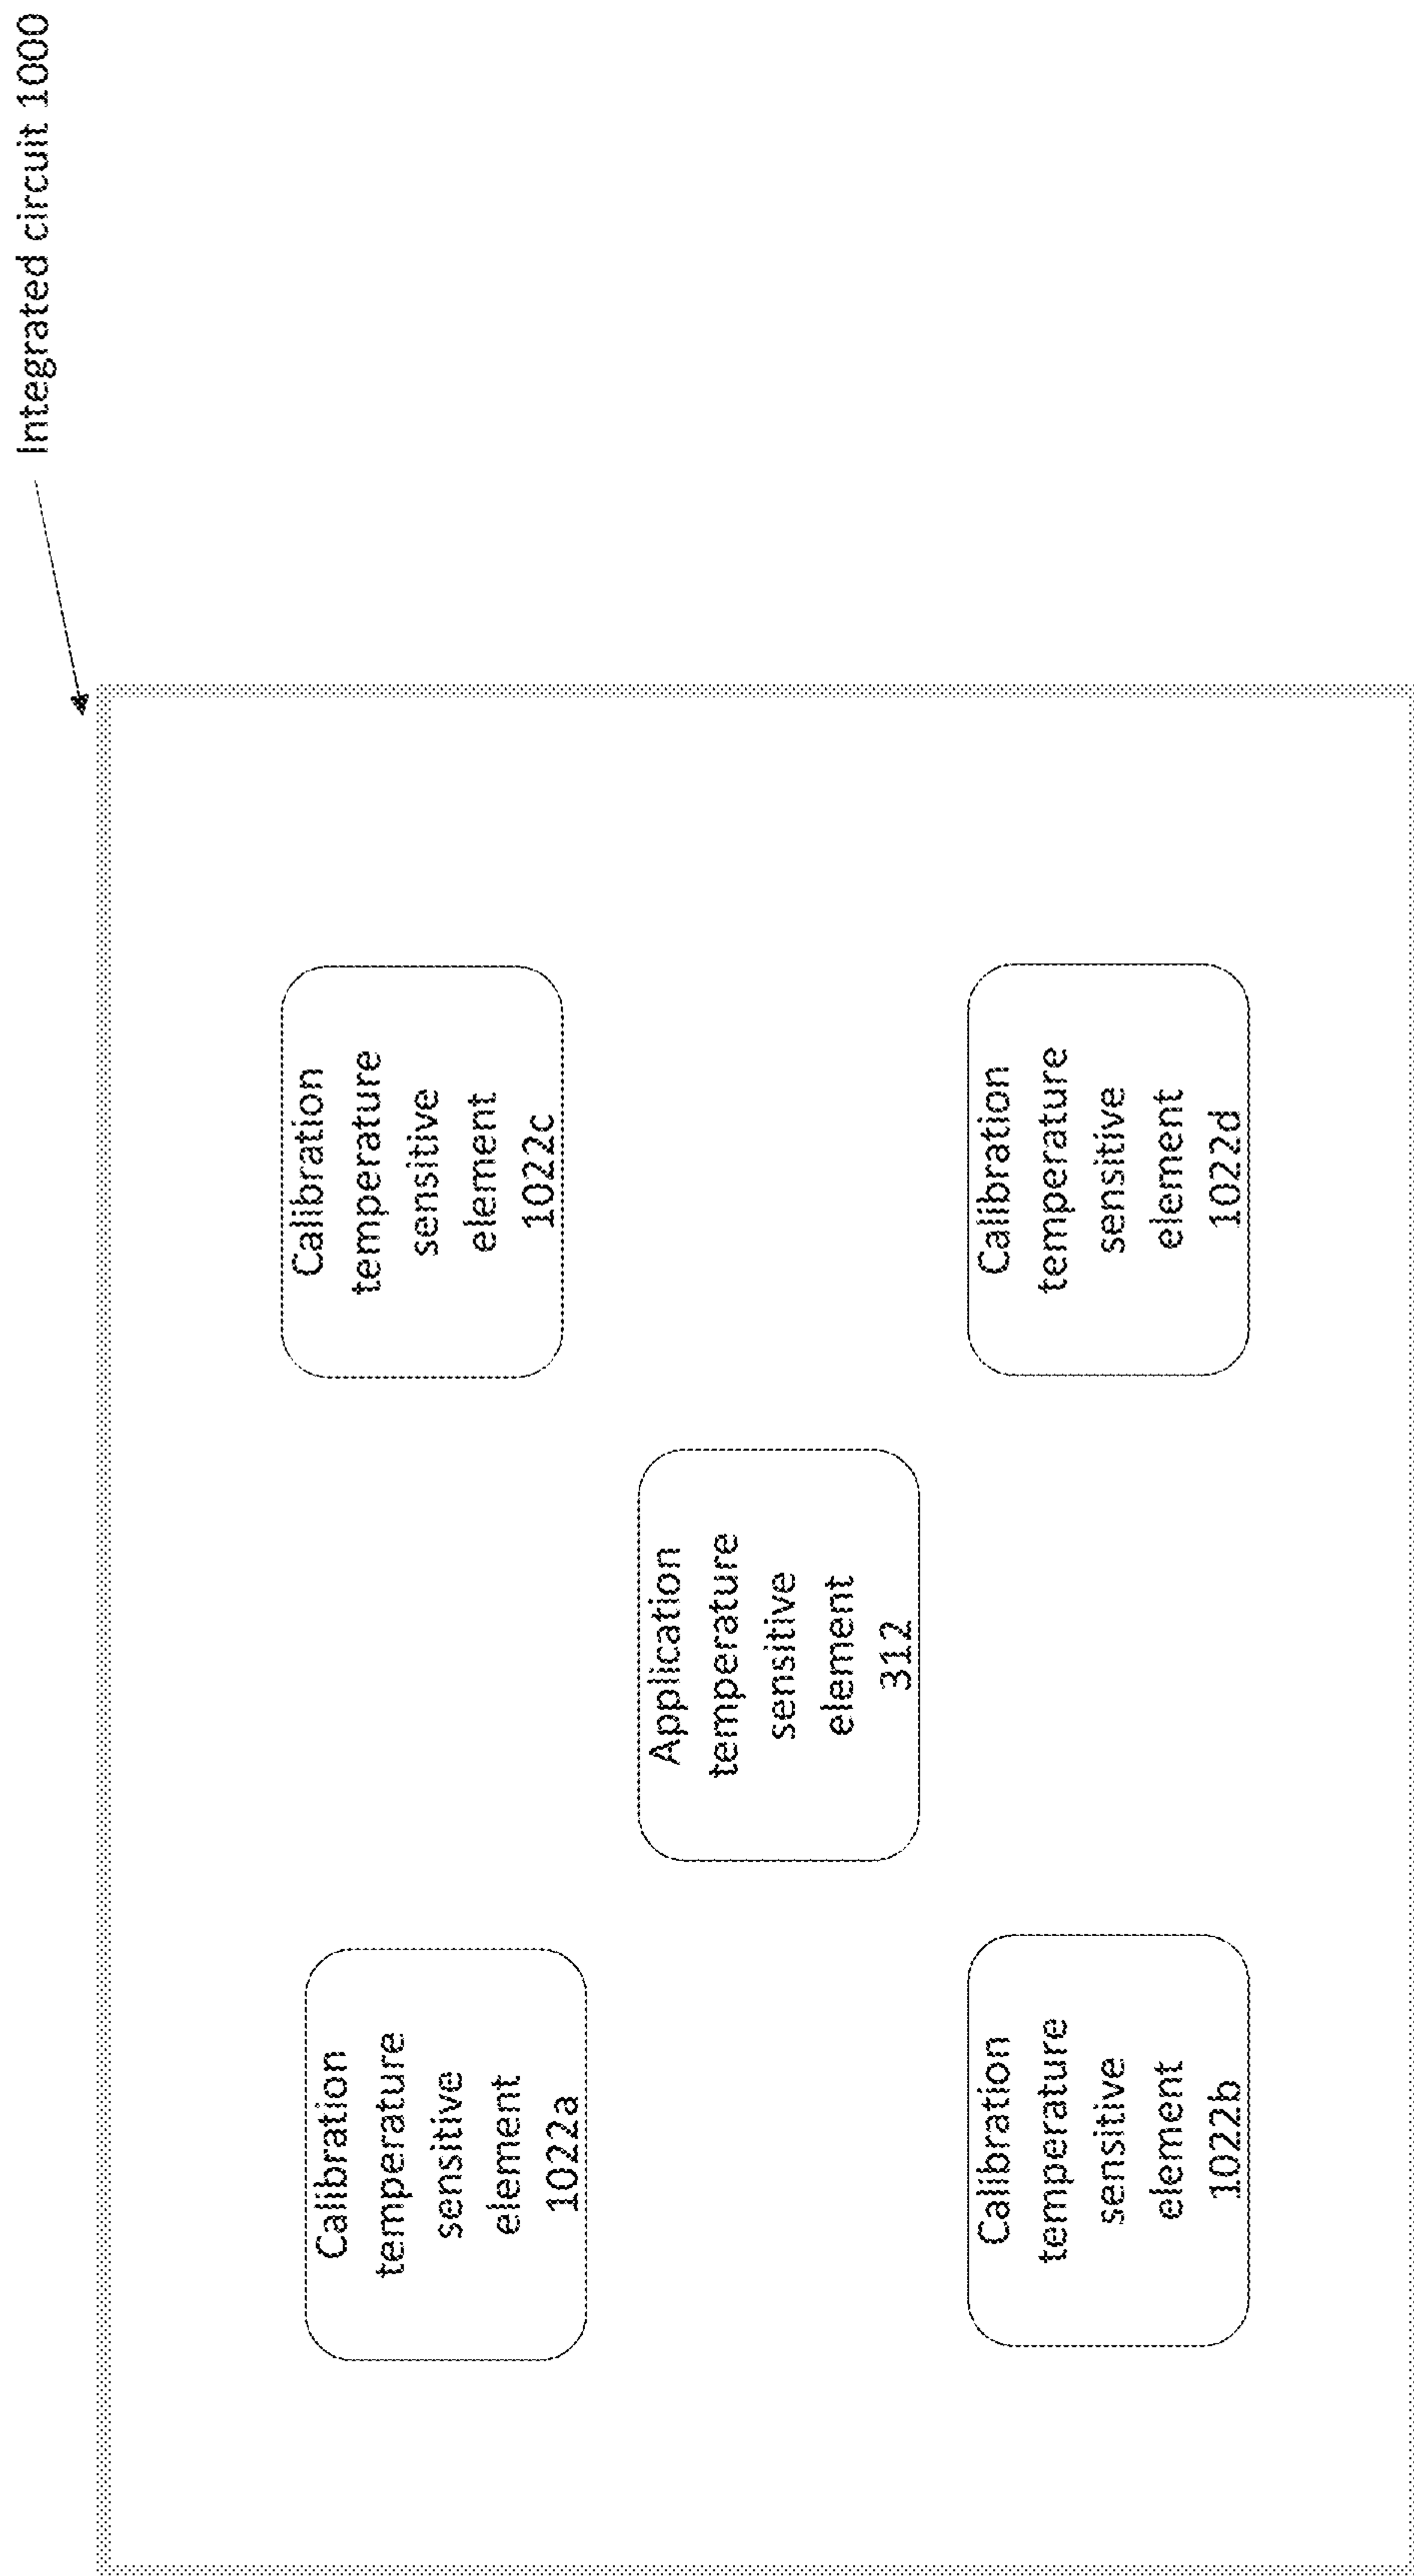 Integrated circuit 1000
Calibration
temperature
sensitive
element
1022a
Calibration
temperature
sensitive
element
1022c
Application
temperature
sensitive
element
312
Calibration
temperature
sensitive
element
1022b
Calibration
temperature
sensitive
element
1022d